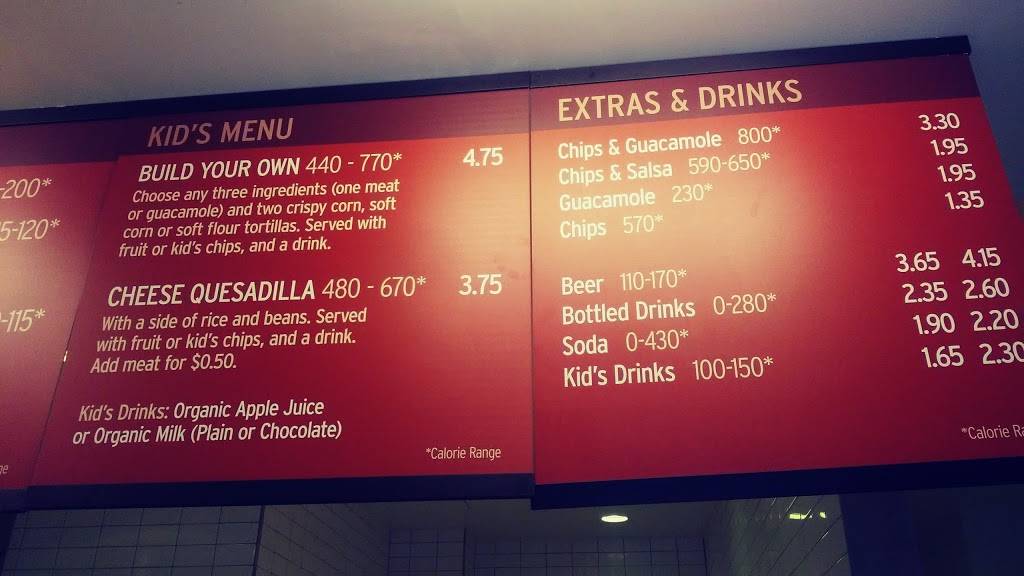 -200*
5-120*
-115*
KID'S MENU
BUILD YOUR OWN 440 - 770* 4.75
Choose any three ingredients (one meat
or guacamole) and two crispy corn, soft
corn or soft flour tortillas. Served with
fruit or kid's chips, and a drink.
CHEESE QUESADILLA 480 - 670* 3.75
With a side of rice and beans. Served
with fruit or kid's chips, and a drink.
Add meat for $0.50.
Kid's Drinks: Organic Apple Juice
or Organic Milk (Plain or Chocolate)
*Calorie Range
EXTRAS & DRINKS
Chips & Guacamole 800* 3.30
Chips & Salsa 590-650* 1.95
Guacamole 230* 1.95
Chips 570* 1.35
Beer 110-170* 3.65 4.15
Bottled Drinks 0-280* 2.35 2.60
Soda 0-430* 1.90 2.20
Kid's Drinks 100-150* 1.65 2.30
*Calorie Ra